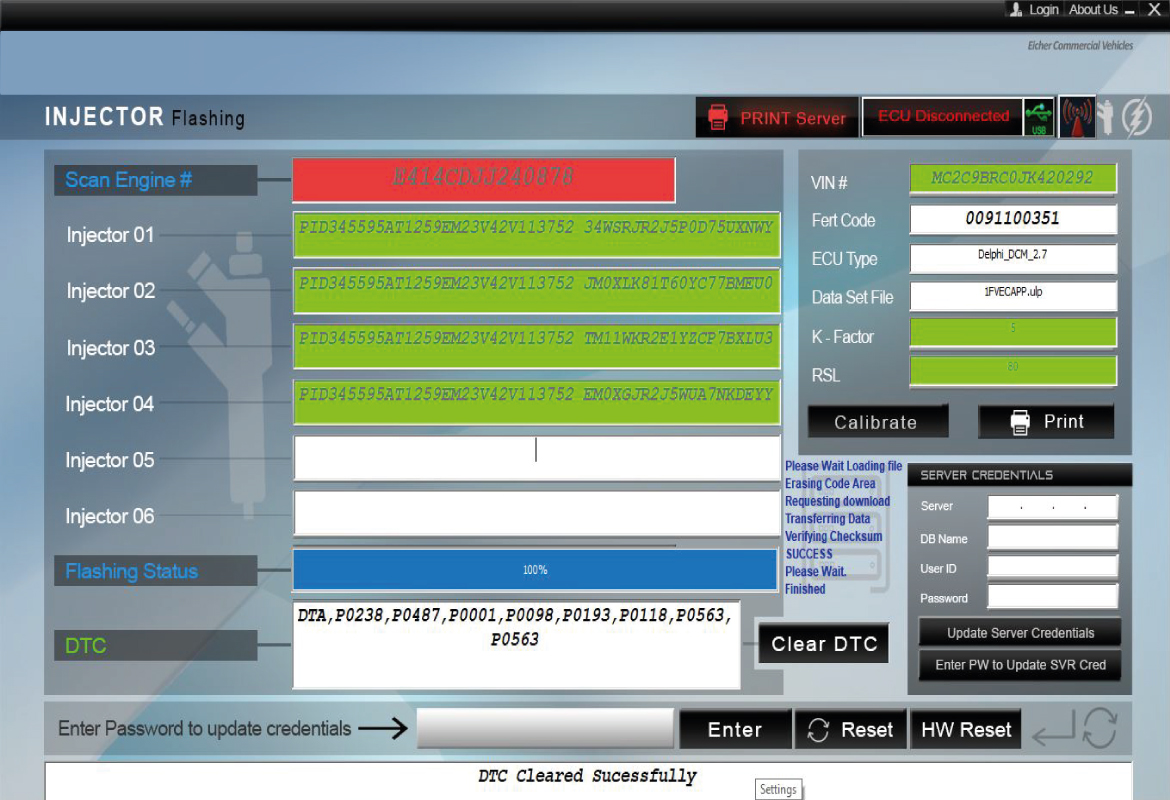 Login About Us
Eicher Commercial Vehicles
INJECTOR Flashing
PRINT Server
ECU Disconnected
USB
Scan Engine #
M414CDJJ240878
Injector 01
PID345595AT1259EM23V42V113752 34WSRJR2J5P0D75UXNWY
Injector 02
PID345595AT1259EM23V42V113752 JM0XLK81T60YC77BMEU0
Injector 03
PID345595AT1259EM23V42V113752 TM11WKR2E1YZCP7BXLU3
Injector 04
PID345595AT1259EM23V42V113752 EM0XGJR2J5WUA7NKDEYY
Injector 05
Injector 06
Flashing Status
100%
DTC
DTA,P0238,P0487,P0001,P0098,P0193,P0118,P0563,
P0563
Clear DTC
VIN #
MC2C9BRC0JK420292
Fert Code
0091100351
ECU Type
Delphi_DCM_2.7
Data Set File
1FVECAPP.ulp
K - Factor
5
RSL
80
Calibrate
Print
Please Wait Loading file
Erasing Code Area
Requesting download
Transferring Data
Verifying Checksum
SUCCESS
Please Wait.
Finished
SERVER CREDENTIALS
Server
. . .
DB Name
User ID
Password
Update Server Credentials
Enter PW to Update SVR Cred
Enter Password to update credentials
Enter
Reset
HW Reset
DTC Cleared Sucessfully
Settings